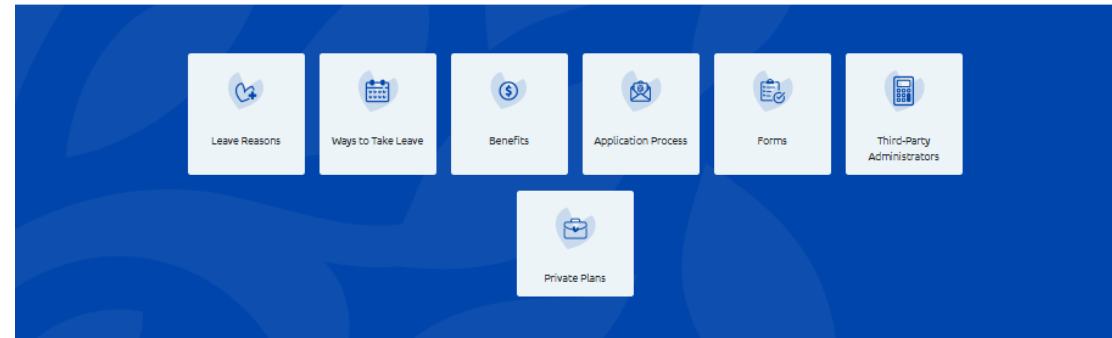 Leave Reasons
Ways to Take Leave
Benefits
Application Process
Forms
Third-Party
Administrators
Private Plans